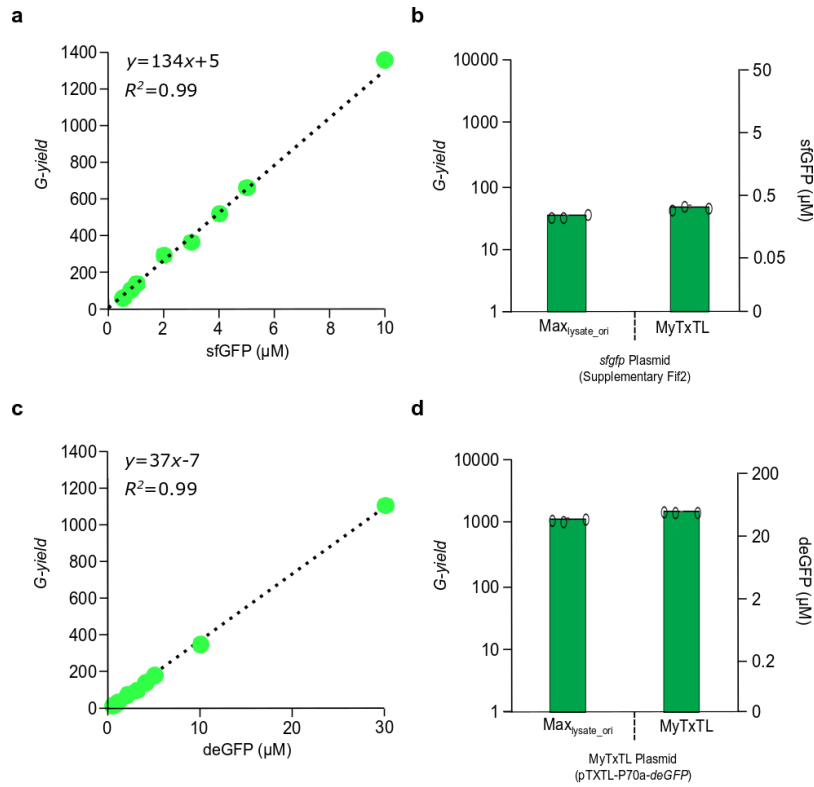 a
y=134x+5
R²=0.99
G-yield
1400
1200
1000
800
600
400
200
0
0 2 4 6 8 10
sfGFP (µM)
b
G-yield
10000
1000
100
10
1
50
5
0.5
0.05
0
sfGFP (µM)
Maxlysate_ori MyTxTL
sfgfp Plasmid
(Supplementary Fif2)
c
y=37x-7
R²=0.99
G-yield
1400
1200
1000
800
600
400
200
0
0 10 20 30
deGFP (µM)
d
G-yield
10000
1000
100
10
1
200
20
2
0.2
0
deGFP (µM)
Maxlysate_ori MyTxTL
MyTxTL Plasmid
(pTXTL-P70a-deGFP)